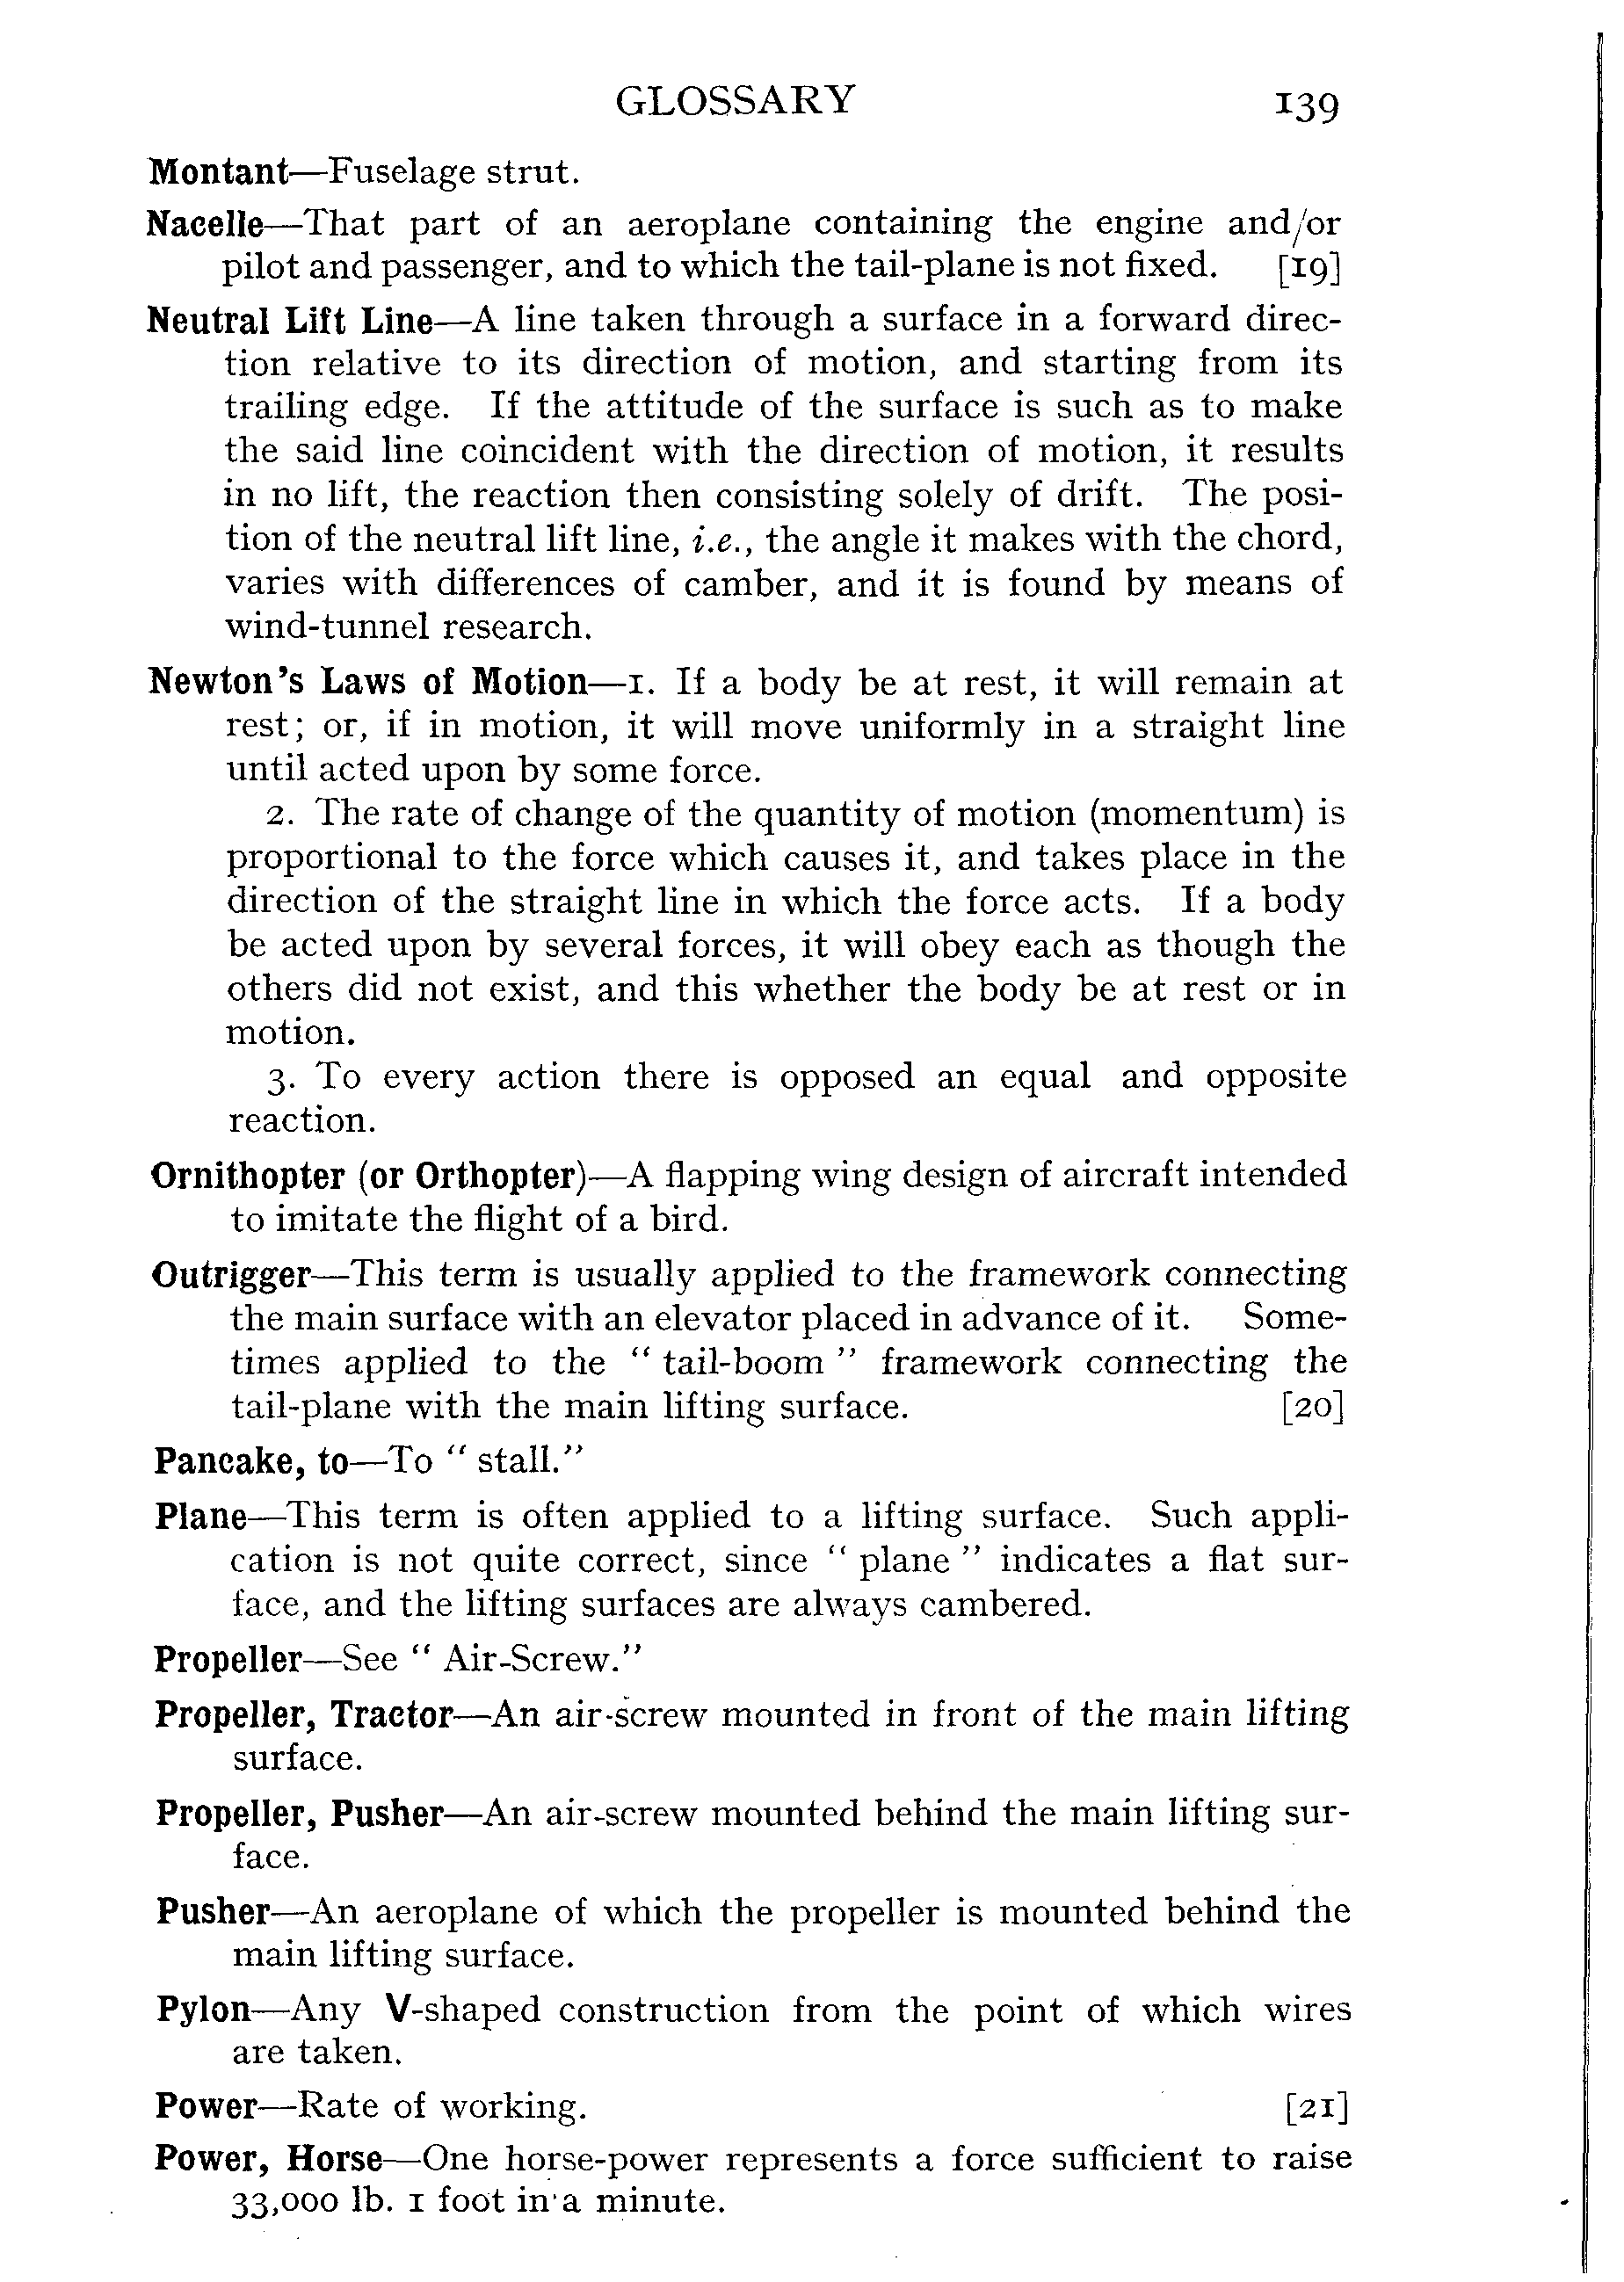 GLOSSARY 139
Montant—Fuselage strut.
Nacelle—That part of an aeroplane containing the engine and/or
pilot and passenger, and to which the tail-plane is not fixed. [19]
Neutral Lift Line—A line taken through a surface in a forward direc-
tion relative to its direction of motion, and starting from its
trailing edge. If the attitude of the surface is such as to make
the said line coincident with the direction of motion, it results
in no lift, the reaction then consisting solely of drift. The posi-
tion of the neutral lift line, i.e., the angle it makes with the chord,
varies with differences of camber, and it is found by means of
wind-tunnel research.
Newton's Laws of Motion—1. If a body be at rest, it will remain at
rest; or, if in motion, it will move uniformly in a straight line
until acted upon by some force.
2. The rate of change of the quantity of motion (momentum) is
proportional to the force which causes it, and takes place in the
direction of the straight line in which the force acts. If a body
be acted upon by several forces, it will obey each as though the
others did not exist, and this whether the body be at rest or in
motion.
3. To every action there is opposed an equal and opposite
reaction.
Ornithopter (or Orthopter)—A flapping wing design of aircraft intended
to imitate the flight of a bird.
Outrigger—This term is usually applied to the framework connecting
the main surface with an elevator placed in advance of it. Some-
times applied to the " tail-boom " framework connecting the
tail-plane with the main lifting surface. [20]
Pancake, to—To " stall."
Plane—This term is often applied to a lifting surface. Such appli-
cation is not quite correct, since " plane " indicates a flat sur-
face, and the lifting surfaces are always cambered.
Propeller—See " Air-Screw."
Propeller, Tractor—An air-screw mounted in front of the main lifting
surface.
Propeller, Pusher—An air-screw mounted behind the main lifting sur-
face.
Pusher—An aeroplane of which the propeller is mounted behind the
main lifting surface.
Pylon—Any V-shaped construction from the point of which wires
are taken.
Power—Rate of working. [21]
Power, Horse—One horse-power represents a force sufficient to raise
33,000 lb. 1 foot in a minute.